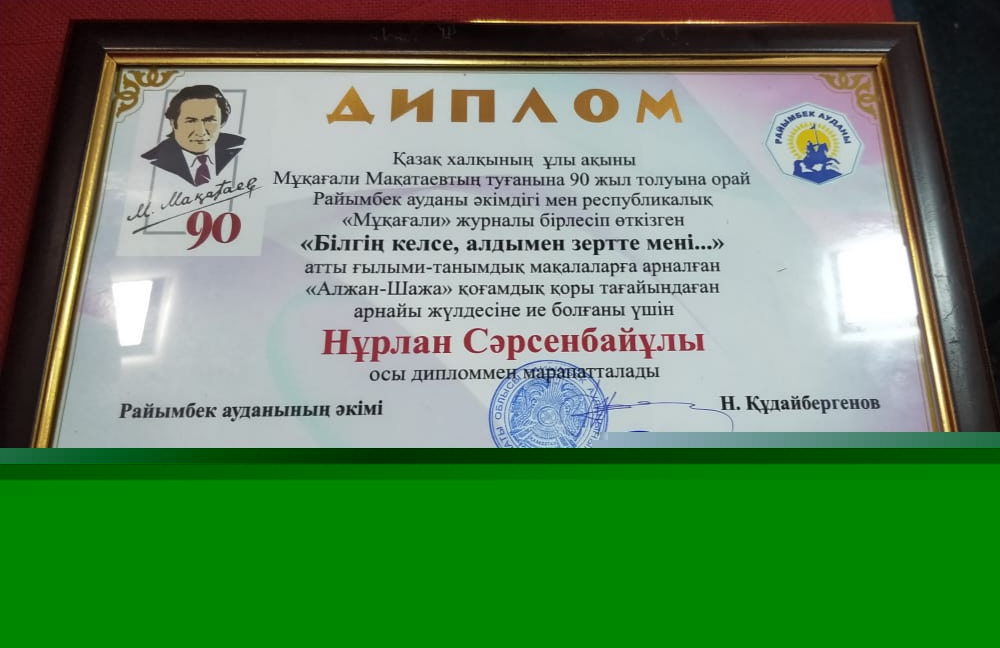 ДИПЛОМ
М. Мақатаев
90
РАЙЫМБЕК АУДАНЫ
Қазақ халқының ұлы ақыны
Мұқағали Мақатаевтың туғанына 90 жыл толуына орай
Райымбек ауданы әкімдігі мен республикалық
«Мұқағали» журналы бірлесіп өткізген
«Білгің келсе, алдымен зертте мені...»
атты ғылыми-танымдық мақалаларға арналған
«Алжан-Шажа» қоғамдық қоры тағайындаған
арнайы жүлдесіне ие болғаны үшін
Нұрлан Сәрсенбайұлы
осы дипломмен марапатталады
Райымбек ауданының әкімі
Н. Құдайбергенов